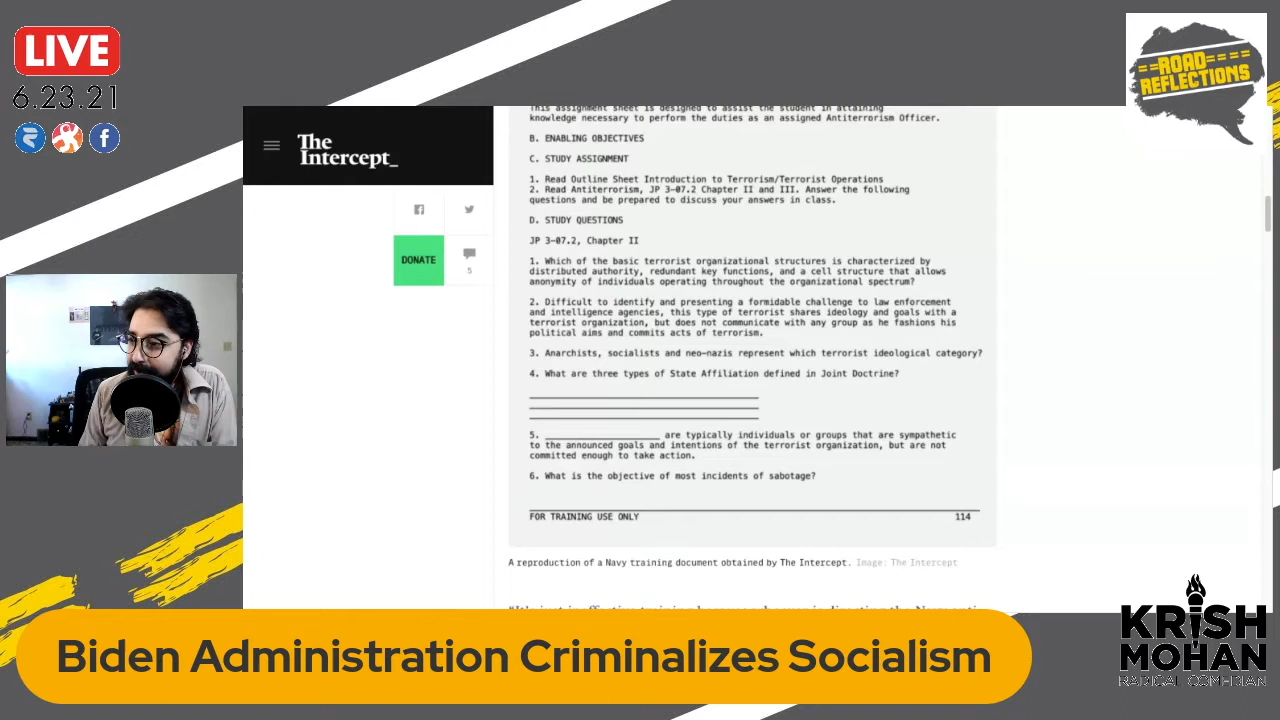 LIVE
6.23.21
==ROAD====
REFLECTIONS
The
Intercept_
DONATE
5
This assignment sheet is designed to assist the student in attaining
knowledge necessary to perform the duties as an assigned Antiterrorism Officer.
B. ENABLING OBJECTIVES
C. STUDY ASSIGNMENT
1. Read Outline Sheet Introduction to Terrorism/Terrorist Operations
2. Read Antiterrorism, JP 3-07.2 Chapter II and III. Answer the following
questions and be prepared to discuss your answers in class.
D. STUDY QUESTIONS
JP 3-07.2, Chapter II
1. Which of the basic terrorist organizational structures is characterized by
distributed authority, redundant key functions, and a cell structure that allows
anonymity of individuals operating throughout the organizational spectrum?
2. Difficult to identify and presenting a formidable challenge to law enforcement
and intelligence agencies, this type of terrorist shares ideology and goals with a
terrorist organization, but does not communicate with any group as he fashions his
political aims and commits acts of terrorism.
3. Anarchists, socialists and neo-nazis represent which terrorist ideological category?
4. What are three types of State Affiliation defined in Joint Doctrine?
5. ______________________ are typically individuals or groups that are sympathetic
to the announced goals and intentions of the terrorist organization, but are not
committed enough to take action.
6. What is the objective of most incidents of sabotage?
FOR TRAINING USE ONLY 114
A reproduction of a Navy training document obtained by The Intercept. Image: The Intercept
Biden Administration Criminalizes Socialism
KRISH
MOHAN
RADICAL COMEDIAN